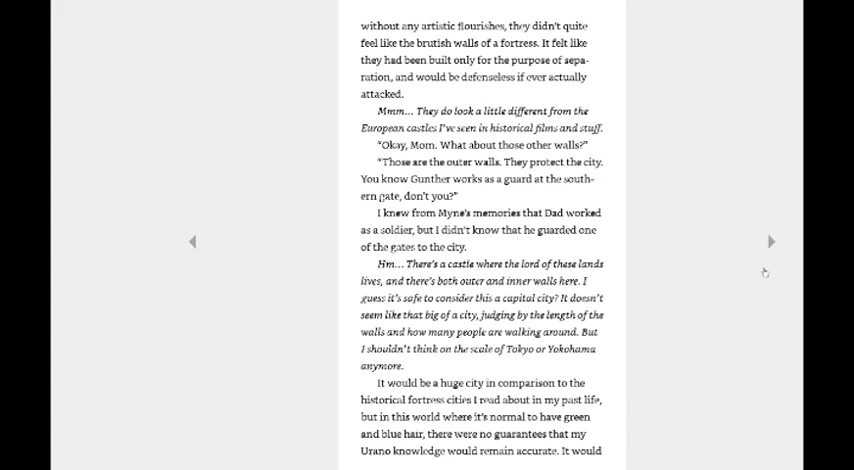 without any artistic flourishes, they didn't quite
feel like the brutish walls of a fortress. It felt like
they had been built only for the purpose of sepa-
ration, and would be defenseless if ever actually
attacked.
Mmm... They do look a little different from the
European castles I've seen in historical films and stuff.
“Okay, Mom. What about those other walls?”
“Those are the outer walls. They protect the city.
You know Gunther works as a guard at the south-
ern gate, don't you?”
I knew from Myne's memories that Dad worked
as a soldier, but I didn't know that he guarded one
of the gates to the city.
Hm... There's a castle where the lord of these lands
lives, and there's both outer and inner walls here. I
guess it's safe to consider this a capital city? It doesn't
seem like that big of a city, judging by the length of the
walls and how many people are walking around. But
I shouldn't think on the scale of Tokyo or Yokohama
anymore.
It would be a huge city in comparison to the
historical fortress cities I read about in my past life,
but in this world where it's normal to have green
and blue hair, there were no guarantees that my
Urano knowledge would remain accurate. It would